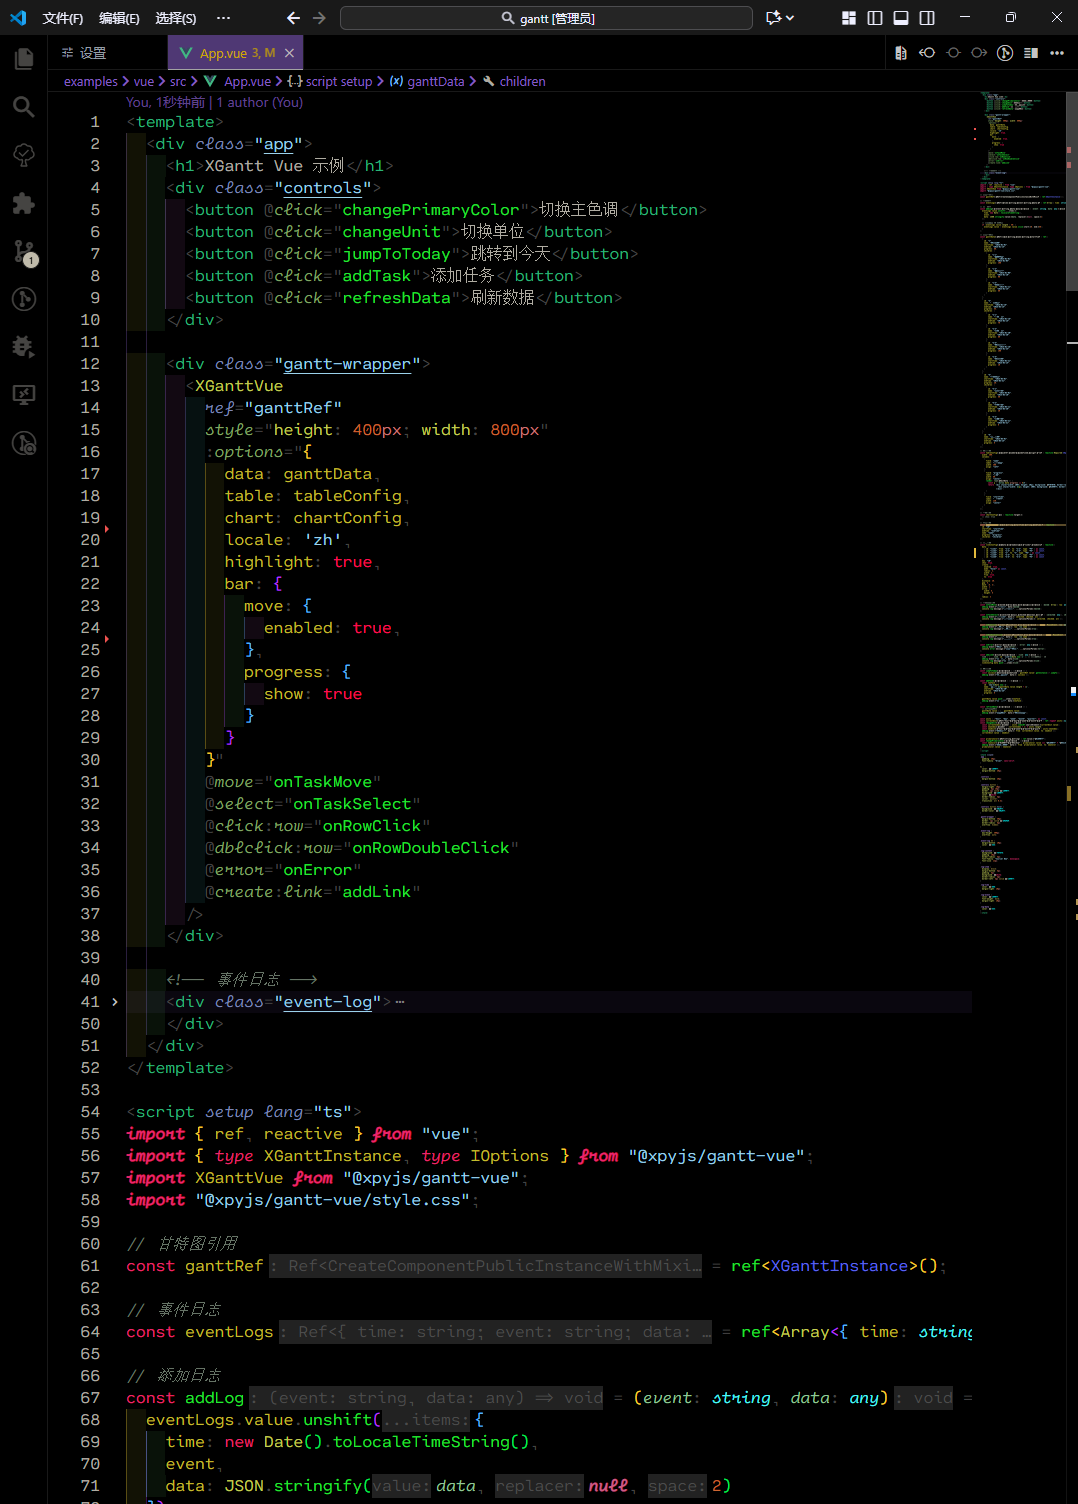 文件(F) 编辑(E) 选择(S) ··· gantt [管理员]
设置 App.vue 3, M
examples > vue > src > App.vue > {} script setup > (x) ganttData > children
You, 1秒钟前 | 1 author (You)
1 <template>
2 <div class="app">
3 <h1>XGantt Vue 示例</h1>
4 <div class="controls">
5 <button @click="changePrimaryColor">切换主色调</button>
6 <button @click="changeUnit">切换单位</button>
7 <button @click="jumpToToday">跳转到今天</button>
8 <button @click="addTask">添加任务</button>
9 <button @click="refreshData">刷新数据</button>
10 </div>
11
12 <div class="gantt-wrapper">
13 <XGanttVue
14 ref="ganttRef"
15 style="height: 400px; width: 800px"
16 :options="{
17 data: ganttData,
18 table: tableConfig,
19 chart: chartConfig,
20 locale: 'zh',
21 highlight: true,
22 bar: {
23 move: {
24 enabled: true,
25 },
26 progress: {
27 show: true
28 }
29 }
30 }"
31 @move="onTaskMove"
32 @select="onTaskSelect"
33 @click:row="onRowClick"
34 @dblclick:row="onRowDoubleClick"
35 @error="onError"
36 @create:link="addLink"
37 />
38 </div>
39
40 <!-- 事件日志 -->
41 <div class="event-log">···
50 </div>
51 </div>
52 </template>
53
54 <script setup lang="ts">
55 import { ref, reactive } from "vue";
56 import { type XGanttInstance, type IOptions } from "@xpyjs/gantt-vue";
57 import XGanttVue from "@xpyjs/gantt-vue";
58 import "@xpyjs/gantt-vue/style.css";
59
60 // 甘特图引用
61 const ganttRef: Ref<CreateComponentPublicInstanceWithMixi… = ref<XGanttInstance>();
62
63 // 事件日志
64 const eventLogs: Ref<{ time: string; event: string; data: … = ref<Array<{ time: string
65
66 // 添加日志
67 const addLog: (event: string, data: any) => void = (event: string, data: any): void =
68 eventLogs.value.unshift(...items: {
69 time: new Date().toLocaleTimeString(),
70 event,
71 data: JSON.stringify(value: data, replacer: null, space: 2)
1